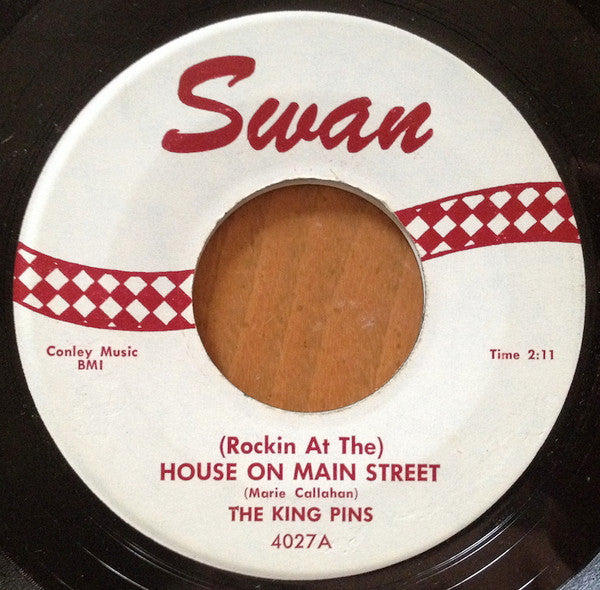 Swan
Conley Music
BMI
Time 2:11
(Rockin At The)
HOUSE ON MAIN STREET
(Marie Callahan)
THE KING PINS
4027A